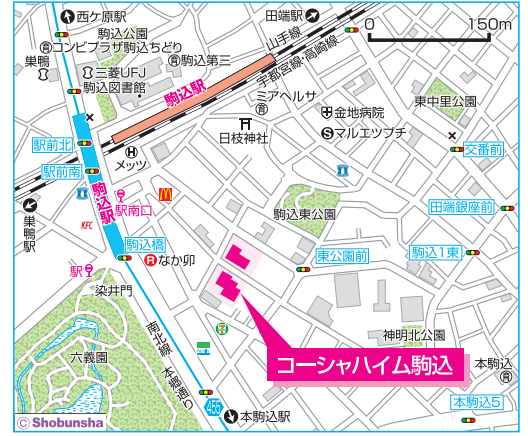 西ケ原駅
田端駅
0 150m
駒込公園
コンビプラザ駒込ちどり
山手線
巣鴨
三菱UFJ
駒込第三
宇都宮線・高崎線
駒込図書館
駒込駅
ミアヘルサ
東中里公園
金地病院
日枝神社
マルエツプチ
駅前北
メッツ
交番前
駅前南
駒込駅
駅南口
M
田端銀座前
巣鴨駅
KFC
駒込東公園
駒込橋
なか卯
東公園前
駒込1東
駅
染井門
南北線
本郷通り
7
神明北公園
六義園
コーシャハイム駒込
本駒込
455
本駒込駅
本駒込5
© Shobunsha